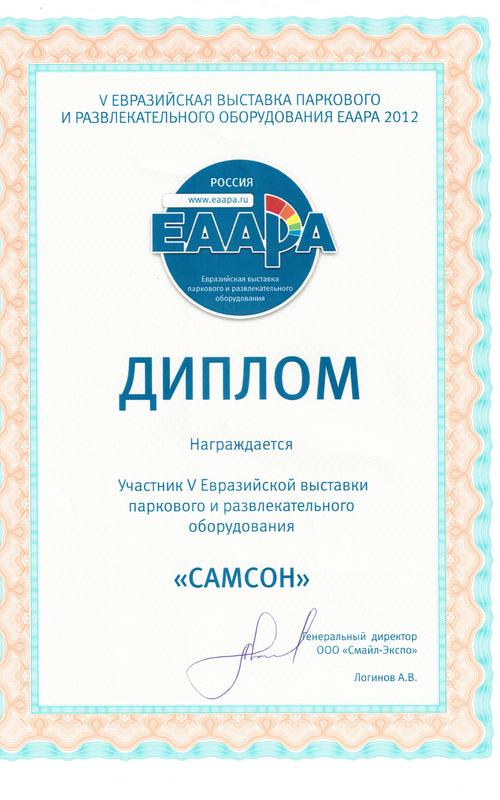 V ЕВРАЗИЙСКАЯ ВЫСТАВКА ПАРКОВОГО
И РАЗВЛЕКАТЕЛЬНОГО ОБОРУДОВАНИЯ ЕААРА 2012
РОССИЯ
www.eaapa.ru
ЕААРА
Евразийская выставка
паркового и развлекательного
оборудования
ДИПЛОМ
Награждается
Участник V Евразийской выставки
паркового и развлекательного
оборудования
«САМСОН»
Генеральный директор
ООО «Смайл-Экспо»
Логинов А.В.